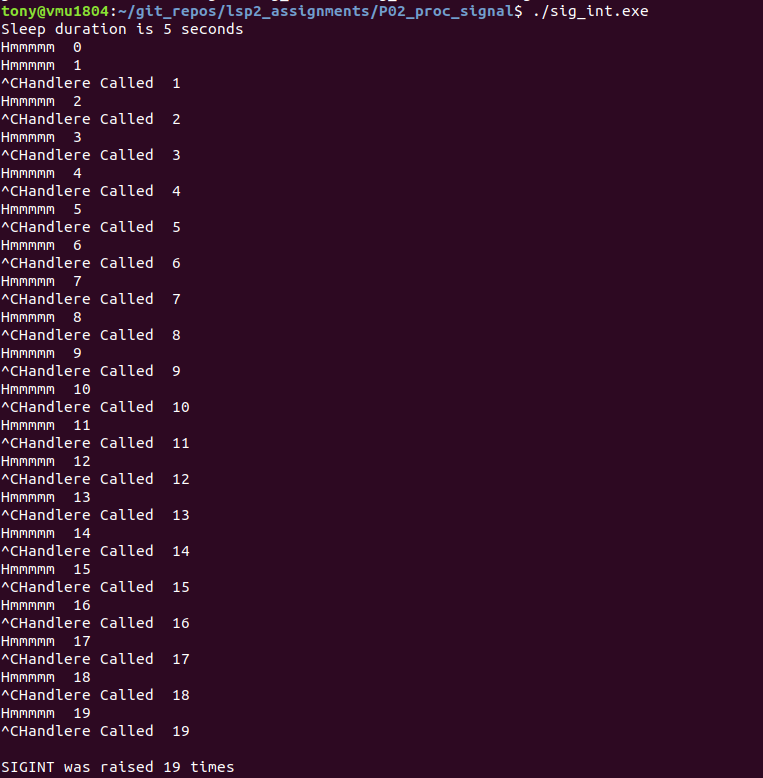 tony@vmu1804:~/git_repos/lsp2_assignments/P02_proc_signal$ ./sig_int.exe
Sleep duration is 5 seconds
Hmmmmm  0
Hmmmmm  1
^CHandlere Called  1
Hmmmmm  2
^CHandlere Called  2
Hmmmmm  3
^CHandlere Called  3
Hmmmmm  4
^CHandlere Called  4
Hmmmmm  5
^CHandlere Called  5
Hmmmmm  6
^CHandlere Called  6
Hmmmmm  7
^CHandlere Called  7
Hmmmmm  8
^CHandlere Called  8
Hmmmmm  9
^CHandlere Called  9
Hmmmmm  10
^CHandlere Called  10
Hmmmmm  11
^CHandlere Called  11
Hmmmmm  12
^CHandlere Called  12
Hmmmmm  13
^CHandlere Called  13
Hmmmmm  14
^CHandlere Called  14
Hmmmmm  15
^CHandlere Called  15
Hmmmmm  16
^CHandlere Called  16
Hmmmmm  17
^CHandlere Called  17
Hmmmmm  18
^CHandlere Called  18
Hmmmmm  19
^CHandlere Called  19

SIGINT was raised 19 times